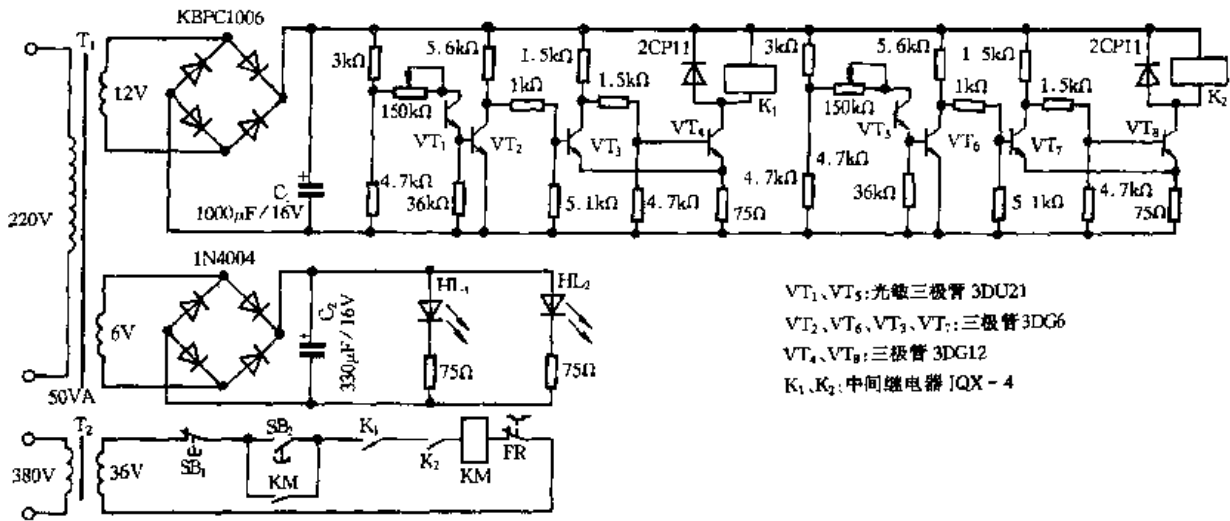 KBPC1006
T₁
12V
220V
50VA
C₁
1000μF/16V
3kΩ
150kΩ
4.7kΩ
5.6kΩ
VT₁
36kΩ
VT₂
1kΩ
1.5kΩ
1.5kΩ
VT₃
5.1kΩ
4.7kΩ
2CP11
K₁
VT₄
75Ω
3kΩ
150kΩ
4.7kΩ
5.6kΩ
VT₅
36kΩ
VT₆
1kΩ
1.5kΩ
1.5kΩ
VT₇
5.1kΩ
4.7kΩ
2CP11
K₂
VT₈
75Ω
1N4004
6V
C₂
330μF/16V
HL₁
75Ω
HL₂
75Ω
VT₁、VT₅:光敏三极管 3DU21
VT₂、VT₆、VT₃、VT₇:三极管3DG6
VT₄、VT₈:三极管 3DG12
K₁、K₂:中间继电器 JQX-4
T₂
380V
36V
SB₁
SB₂
KM
K₁
K₂
KM
FR